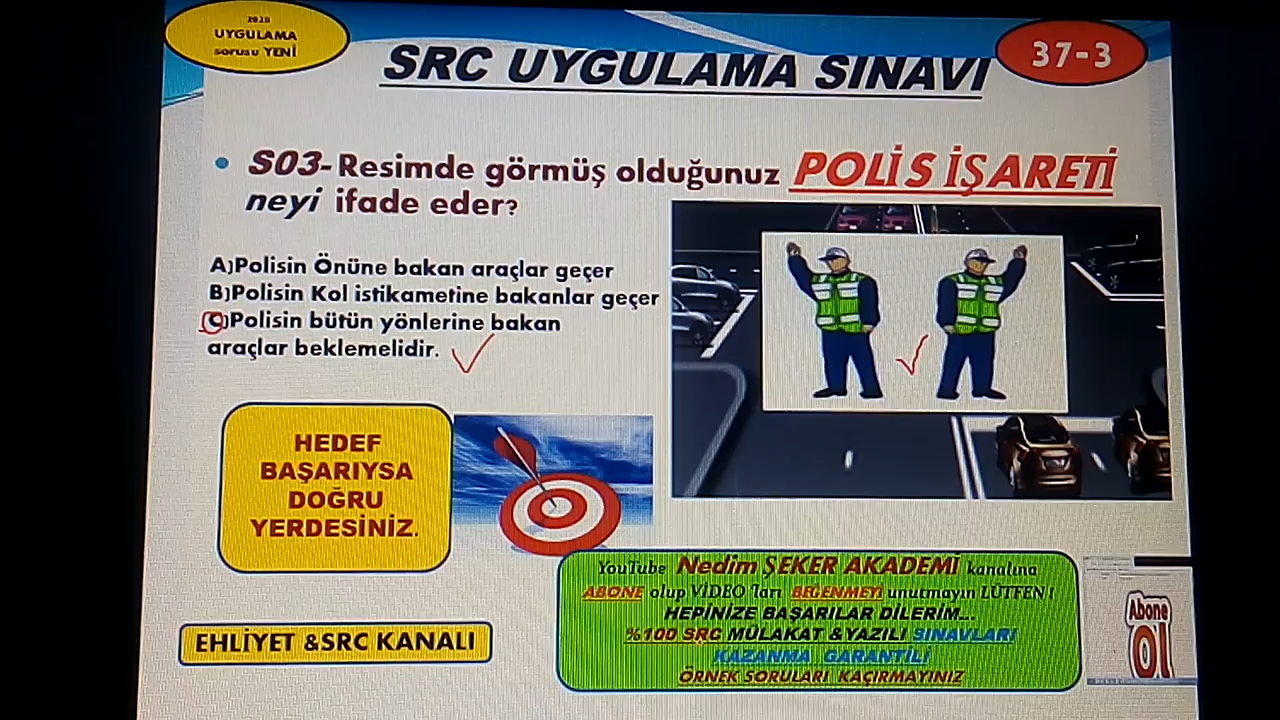 2020
UYGULAMA
sorusu YENİ
SRC UYGULAMA SINAVI
37-3
• S03-Resimde görmüş olduğunuz POLİS İŞARETİ
neyi ifade eder?
A)Polisin Önüne bakan araçlar geçer
B)Polisin Kol istikametine bakanlar geçer
C)Polisin bütün yönlerine bakan
araçlar beklemelidir.
HEDEF
BAŞARIYSA
DOĞRU
YERDESİNİZ.
YouTube Nedim ŞEKER AKADEMİ kanalına
ABONE olup VİDEO 'ları BEĞENMEYİ unutmayın LÜTFEN!
HEPİNİZE BAŞARILAR DİLERİM...
%100 SRC MÜLAKAT &YAZILI SINAVLARI
KAZANMA GARANTİLİ
ÖRNEK SORULARI KAÇIRMAYINIZ
EHLİYET &SRC KANALI
Abone
Ol